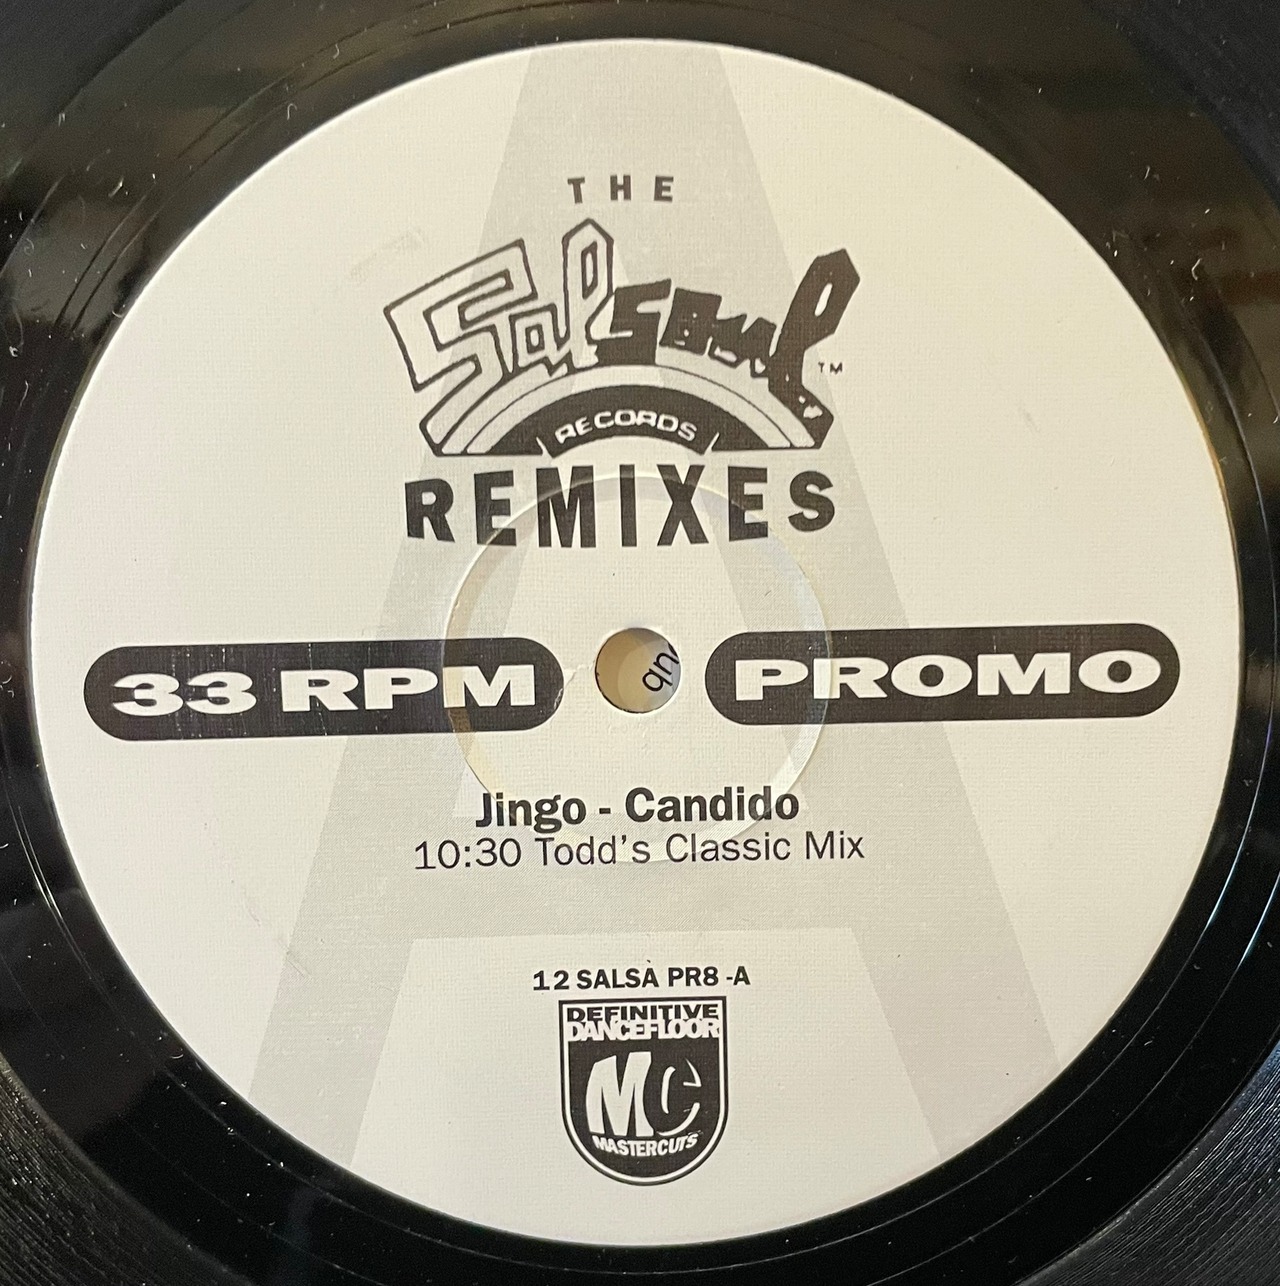 THE
Salsoul
TM
RECORDS
REMIXES
33 RPM
PROMO
Jingo - Candido
10:30 Todd's Classic Mix
12 SALSA PR8 -A
DEFINITIVE
DANCEFLOOR
MC
MASTERCUTS
A